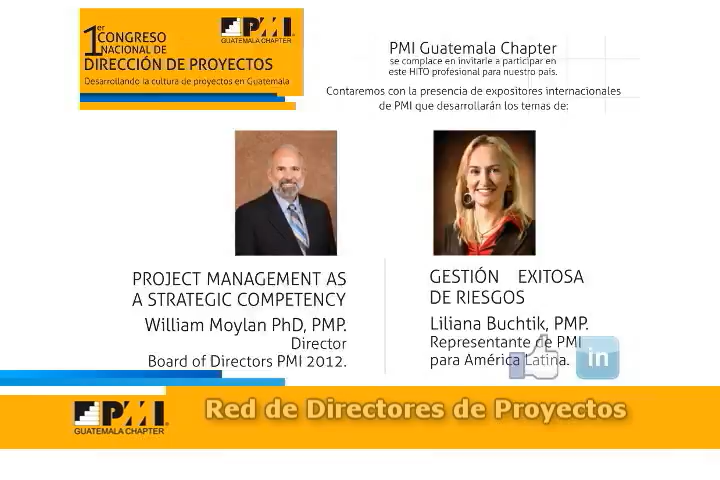 1er
CONGRESO
NACIONAL DE
DIRECCIÓN DE PROYECTOS
Desarrollando la cultura de proyectos en Guatemala
PMI
GUATEMALA CHAPTER
PMI Guatemala Chapter
se complace en invitarle a participar en
este HITO profesional para nuestro país.
Contaremos con la presencia de expositores internacionales
de PMI que desarrollarán los temas de:
PROJECT MANAGEMENT AS
A STRATEGIC COMPETENCY
William Moylan PhD, PMP.
Director
Board of Directors PMI 2012.
GESTIÓN EXITOSA
DE RIESGOS
Liliana Buchtik, PMP.
Representante de PMI
para América Latina.
in
PMI
GUATEMALA CHAPTER
Red de Directores de Proyectos